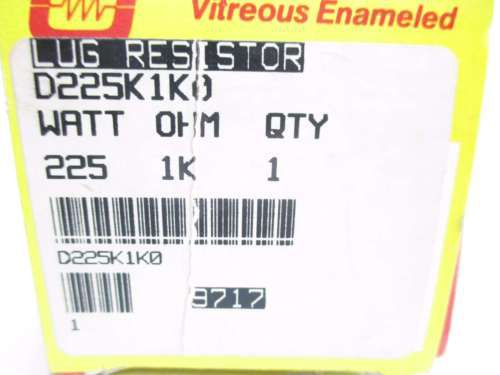 Vitreous Enameled
LUG RESISTOR
D225K1K0
WATT OHM QTY
225 1K 1
D225K1K0
9717
1